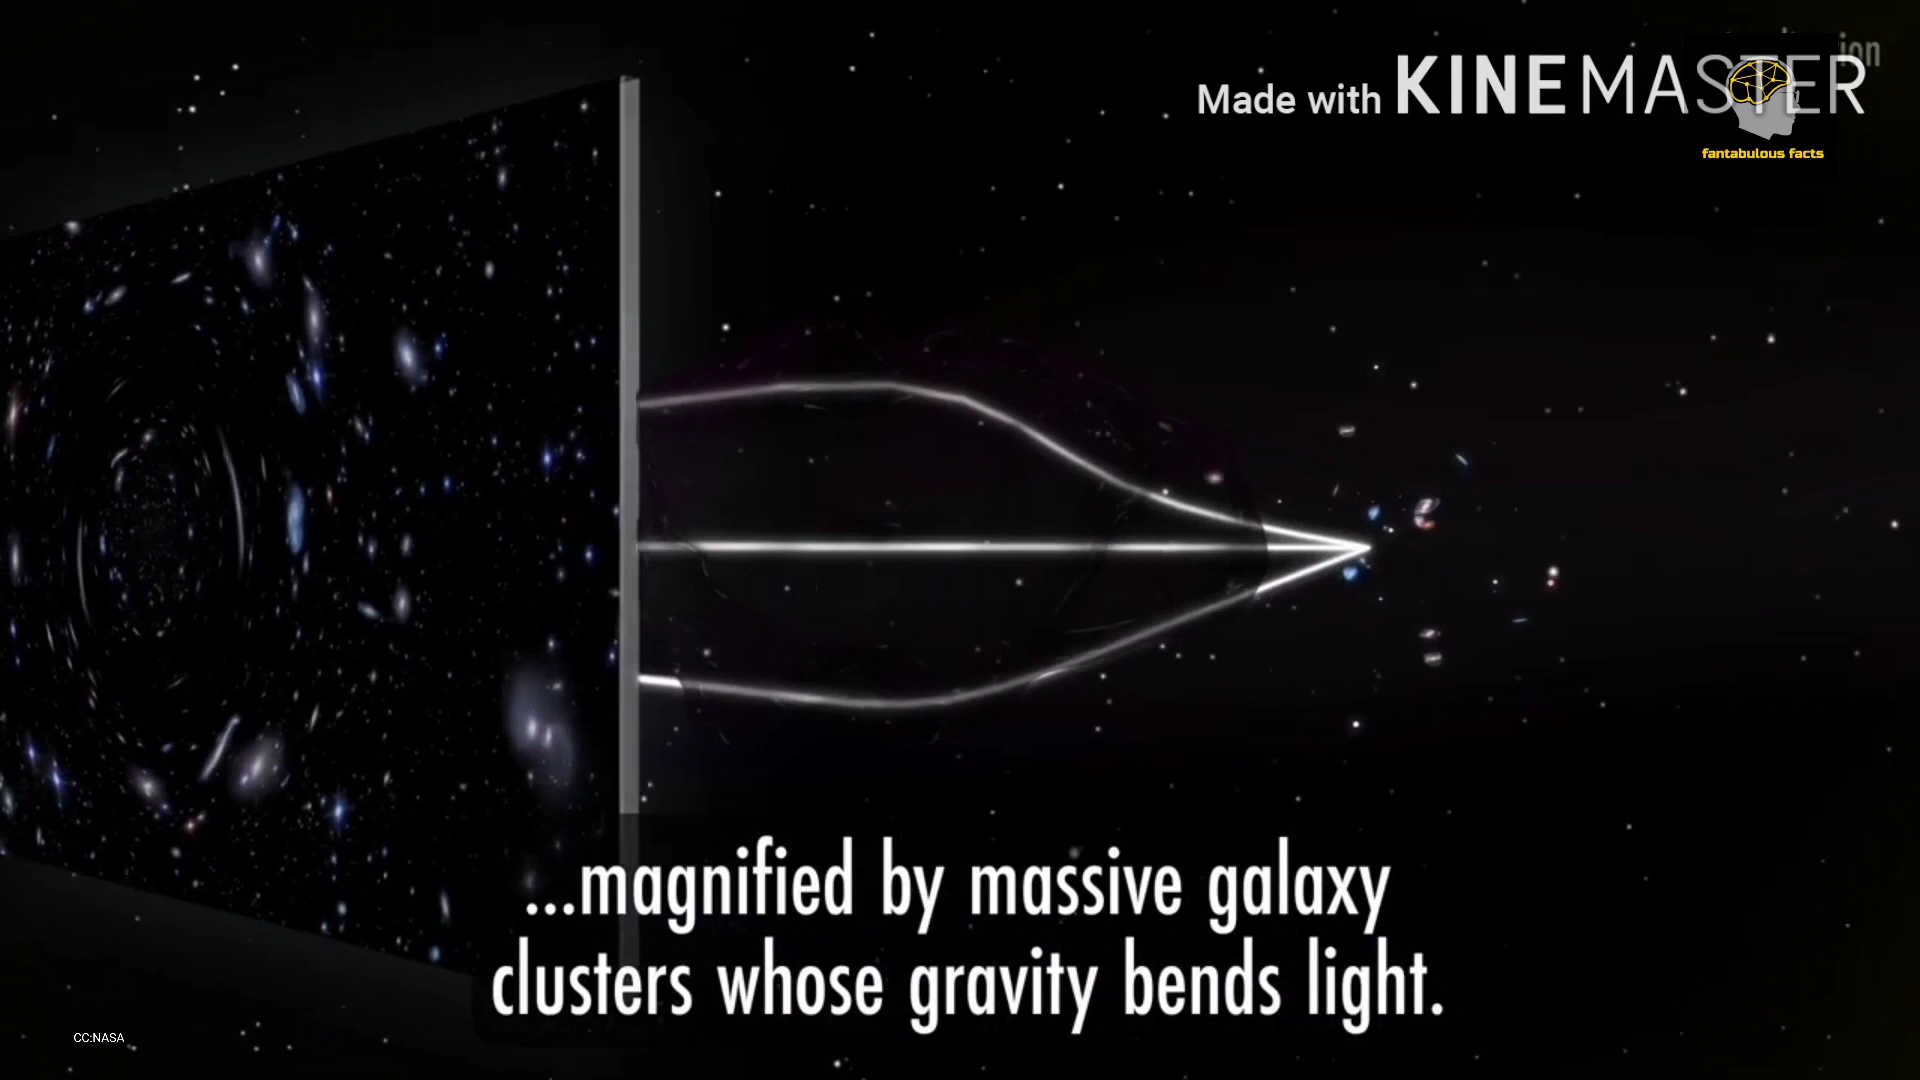 Made with KINEMASTER
fantabulous facts
...magnified by massive galaxy
clusters whose gravity bends light.
CC:NASA